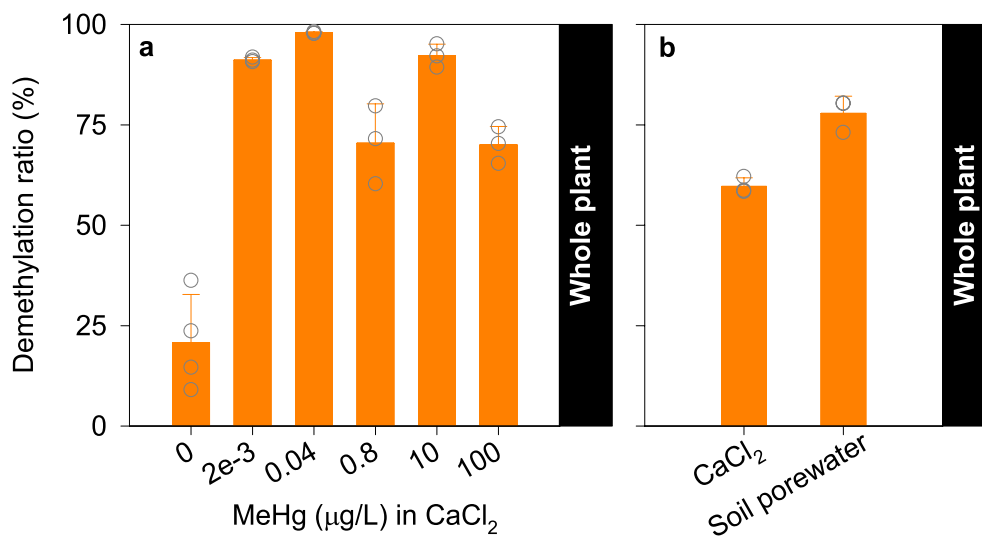 Demethylation ratio (%)
100
75
50
25
0
a
Whole plant
0
2e-3
0.04
0.8
10
100
MeHg (μg/L) in CaCl₂
b
Whole plant
CaCl₂
Soil porewater